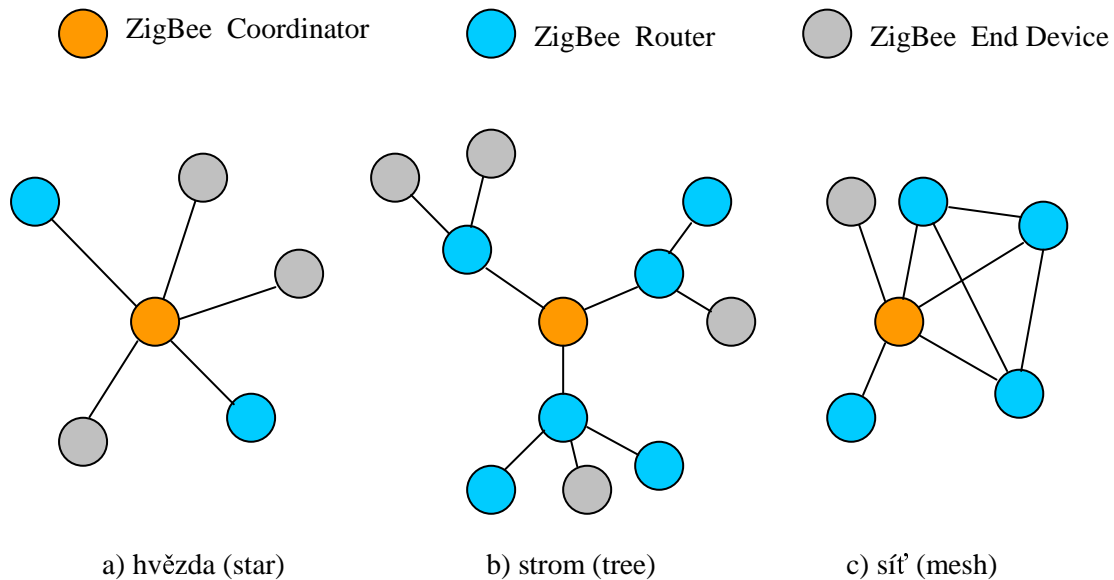 ZigBee Coordinator
ZigBee Router
ZigBee End Device
a) hvězda (star)
b) strom (tree)
c) síť (mesh)